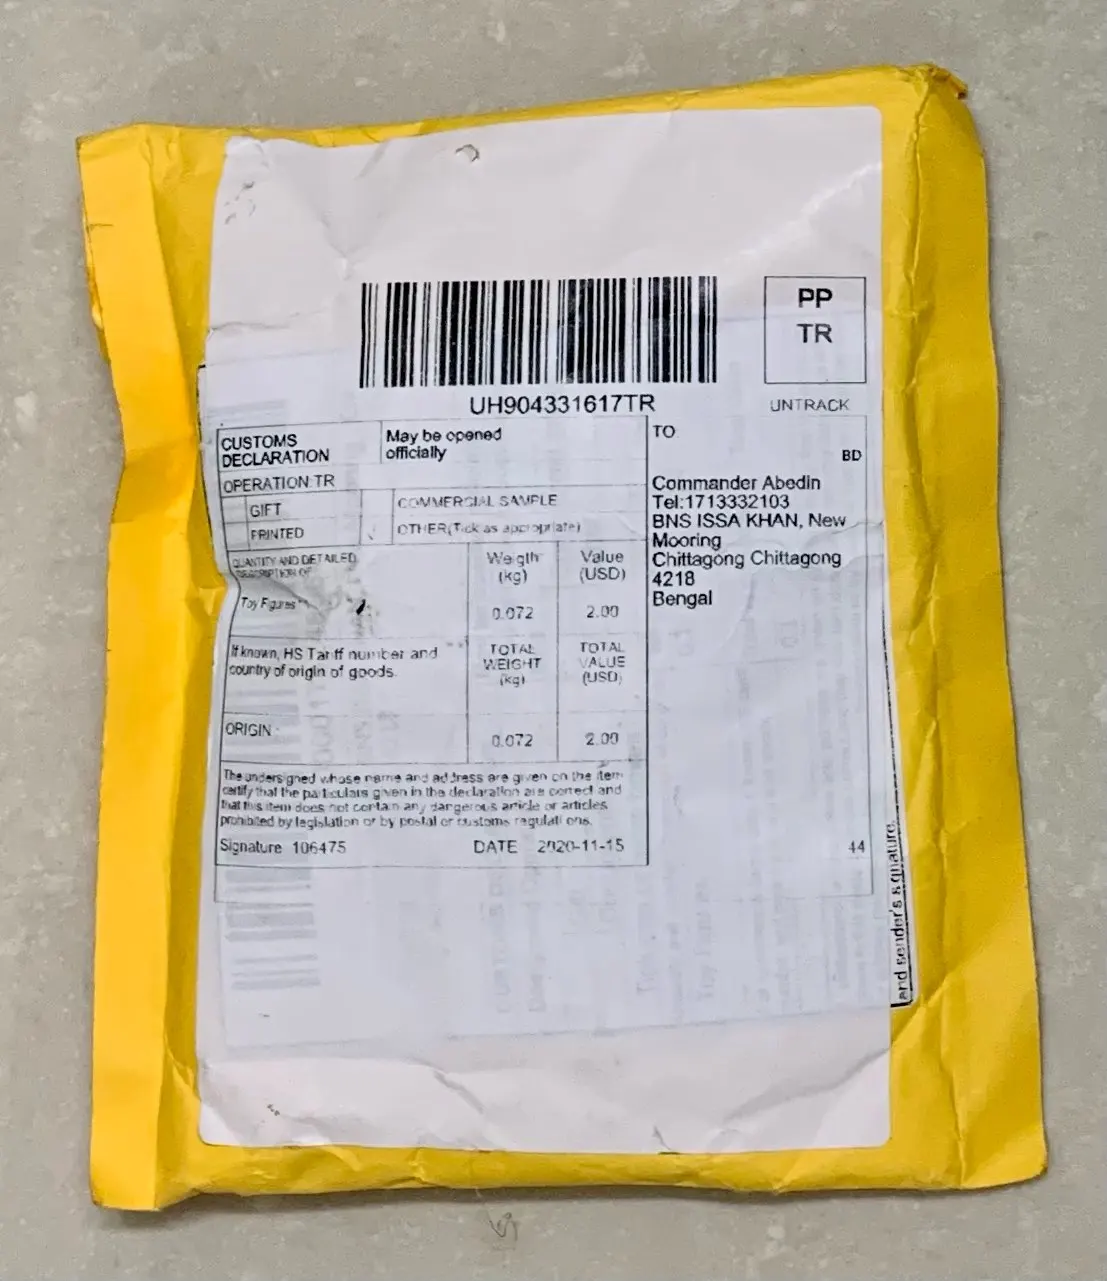 PP
TR
UH904331617TR
UNTRACK
CUSTOMS
DECLARATION
May be opened
officially
OPERATION:TR
GIFT
COMMERCIAL SAMPLE
PRINTED
OTHER(Tick as appropriate)
QUANTITY AND DETAILED
DESCRIPTION OF
Weigth
(kg)
Value
(USD)
Toy Figures**
0.072
2.00
If known, HS Tariff number and
country of origin of goods.
TOTAL
WEIGHT
(kg)
TOTAL
VALUE
(USD)
ORIGIN
0.072
2.00
The undersigned whose name and address are given on the item
certify that the particulars given in the declaration are correct and
that this item does not contain any dangerous article or articles
prohibited by legislation or by postal or customs regulations.
Signature 106475
DATE 2020-11-15
TO
BD
Commander Abedin
Tel:1713332103
BNS ISSA KHAN, New
Mooring
Chittagong Chittagong
4218
Bengal
44
and sender's signature.